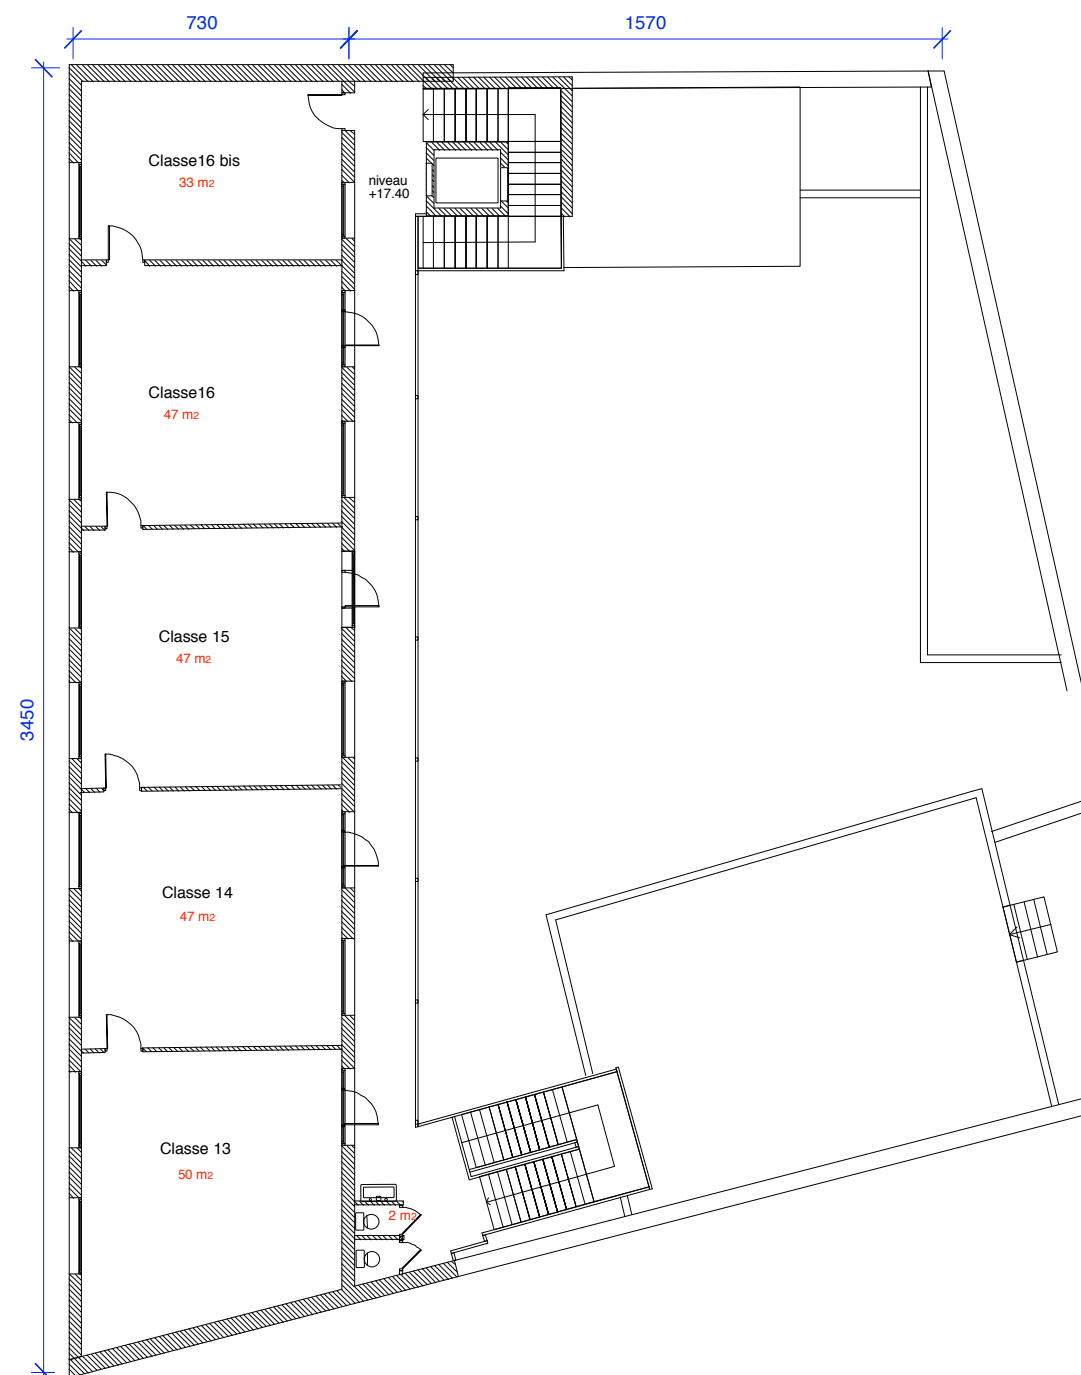 730
1570
Classe16 bis
33 m2
niveau
+17.40
Classe16
47 m2
Classe 15
47 m2
3450
Classe 14
47 m2
Classe 13
50 m2
2 m2